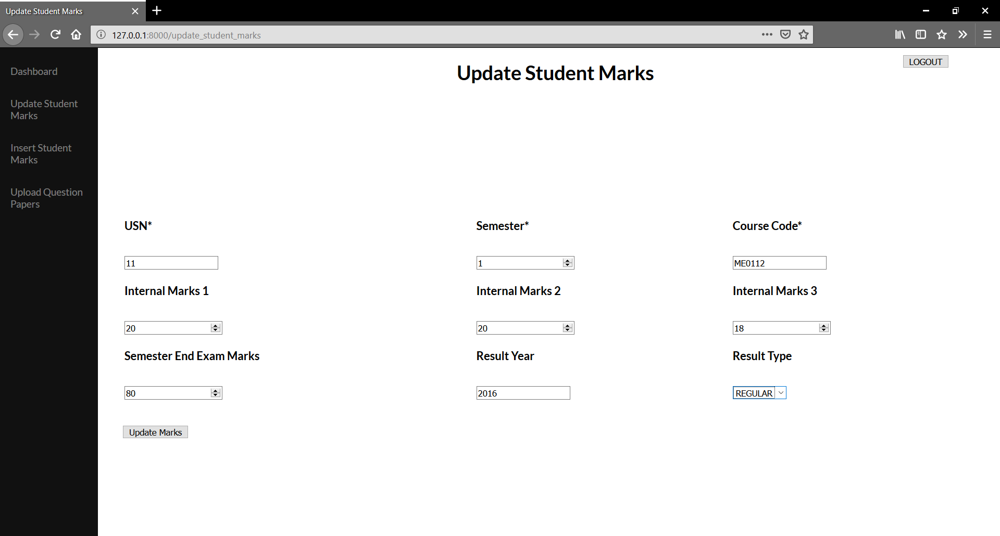 Update Student Marks
127.0.0.1:8000/update_student_marks
LOGOUT
Dashboard
Update Student
Marks
Insert Student
Marks
Upload Question
Papers
Update Student Marks
USN* Semester* Course Code*
11 1 ME0112
Internal Marks 1 Internal Marks 2 Internal Marks 3
20 20 18
Semester End Exam Marks Result Year Result Type
80 2016 REGULAR
Update Marks